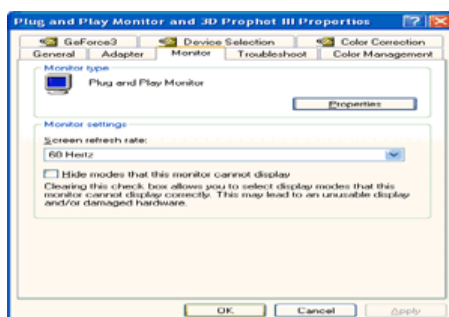 Plug and Play Monitor and 3D Prophet III Properties
GeForce3 Device Selection Color Correction
General Adapter Monitor Troubleshoot Color Management
Monitor type
Plug and Play Monitor
Properties
Monitor settings
Screen refresh rate:
60 Hertz
Hide modes that this monitor cannot display
Clearing this check box allows you to select display modes that this
monitor cannot display correctly. This may lead to an unusable display
and/or damaged hardware.
OK Cancel Apply